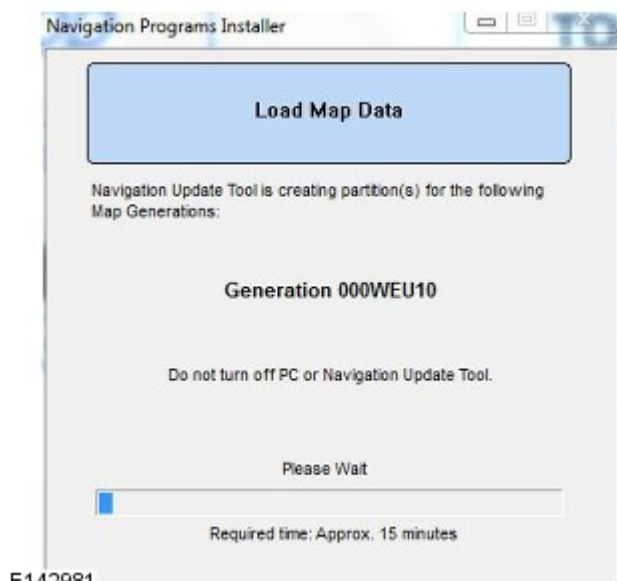 Navigation Programs Installer
TO
Load Map Data
Navigation Update Tool is creating partition(s) for the following
Map Generations:
Generation 000WEU10
Do not turn off PC or Navigation Update Tool.
Please Wait
Required time: Approx. 15 minutes
E142981